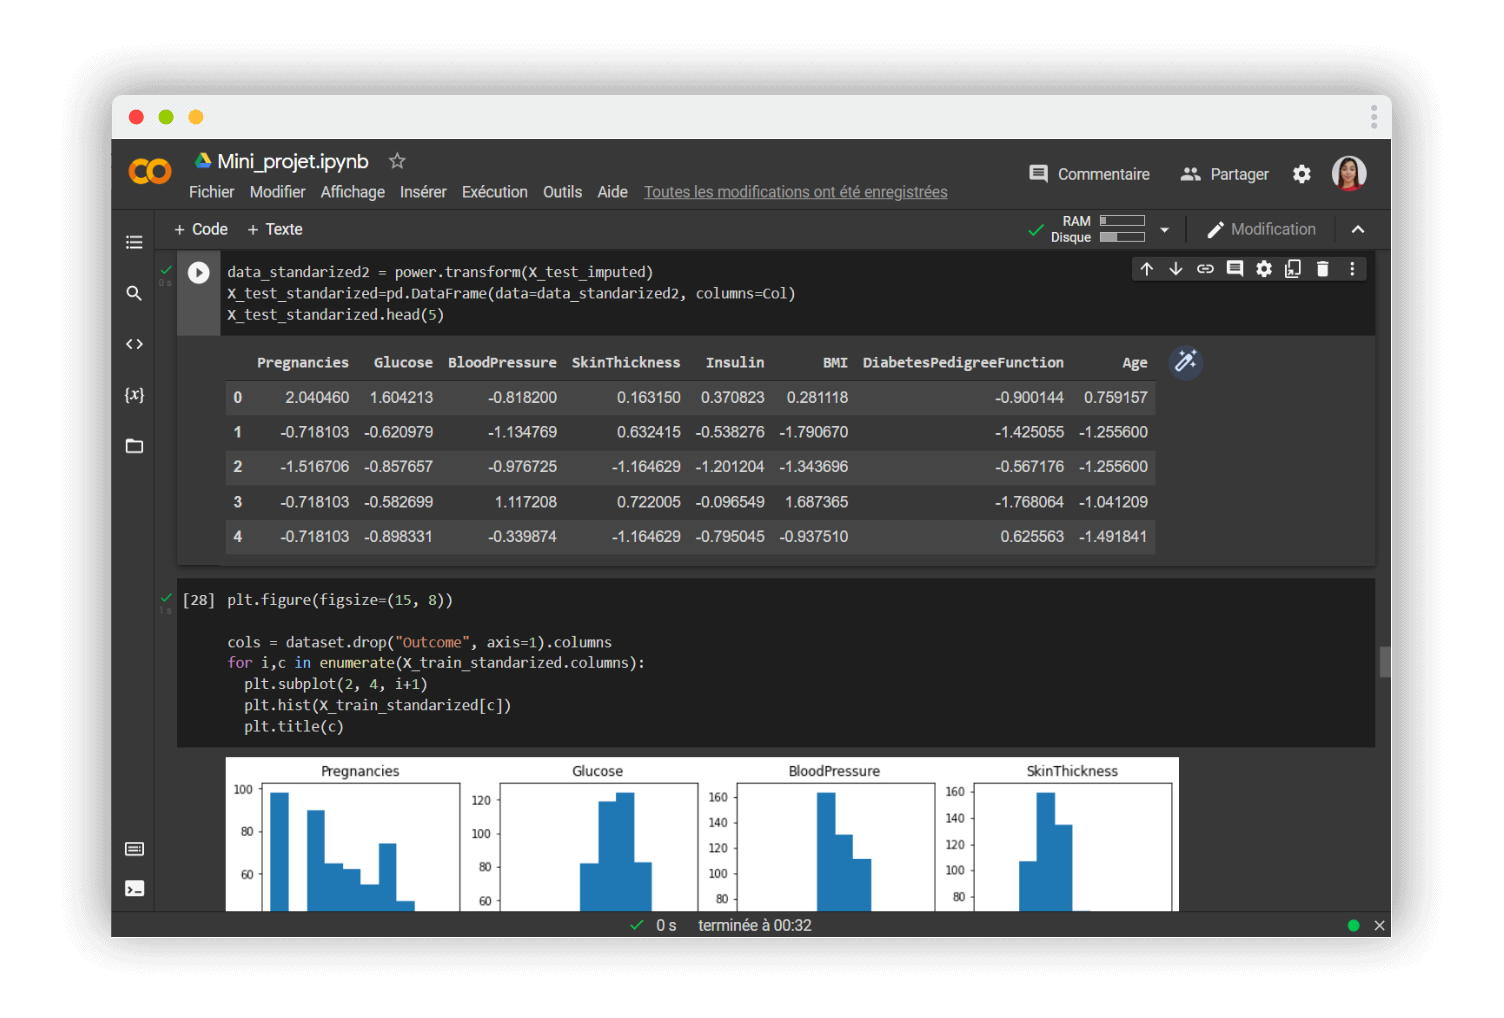 Mini_projet.ipynb
Fichier Modifier Affichage Insérer Exécution Outils Aide Toutes les modifications ont été enregistrées
Commentaire Partager
+ Code + Texte
RAM
Disque
Modification
0 s
data_standarized2 = power.transform(X_test_imputed)
X_test_standarized=pd.DataFrame(data=data_standarized2, columns=Col)
X_test_standarized.head(5)
Pregnancies Glucose BloodPressure SkinThickness Insulin BMI DiabetesPedigreeFunction Age
0 2.040460 1.604213 -0.818200 0.163150 0.370823 0.281118 -0.900144 0.759157
1 -0.718103 -0.620979 -1.134769 0.632415 -0.538276 -1.790670 -1.425055 -1.255600
2 -1.516706 -0.857657 -0.976725 -1.164629 -1.201204 -1.343696 -0.567176 -1.255600
3 -0.718103 -0.582699 1.117208 0.722005 -0.096549 1.687365 -1.768064 -1.041209
4 -0.718103 -0.898331 -0.339874 -1.164629 -0.795045 -0.937510 0.625563 -1.491841
1 s
[28] plt.figure(figsize=(15, 8))
cols = dataset.drop("Outcome", axis=1).columns
for i,c in enumerate(X_train_standarized.columns):
plt.subplot(2, 4, i+1)
plt.hist(X_train_standarized[c])
plt.title(c)
Pregnancies
100
80
60
Glucose
120
100
80
60
BloodPressure
160
140
120
100
80
SkinThickness
160
140
120
100
80
0 s terminée à 00:32